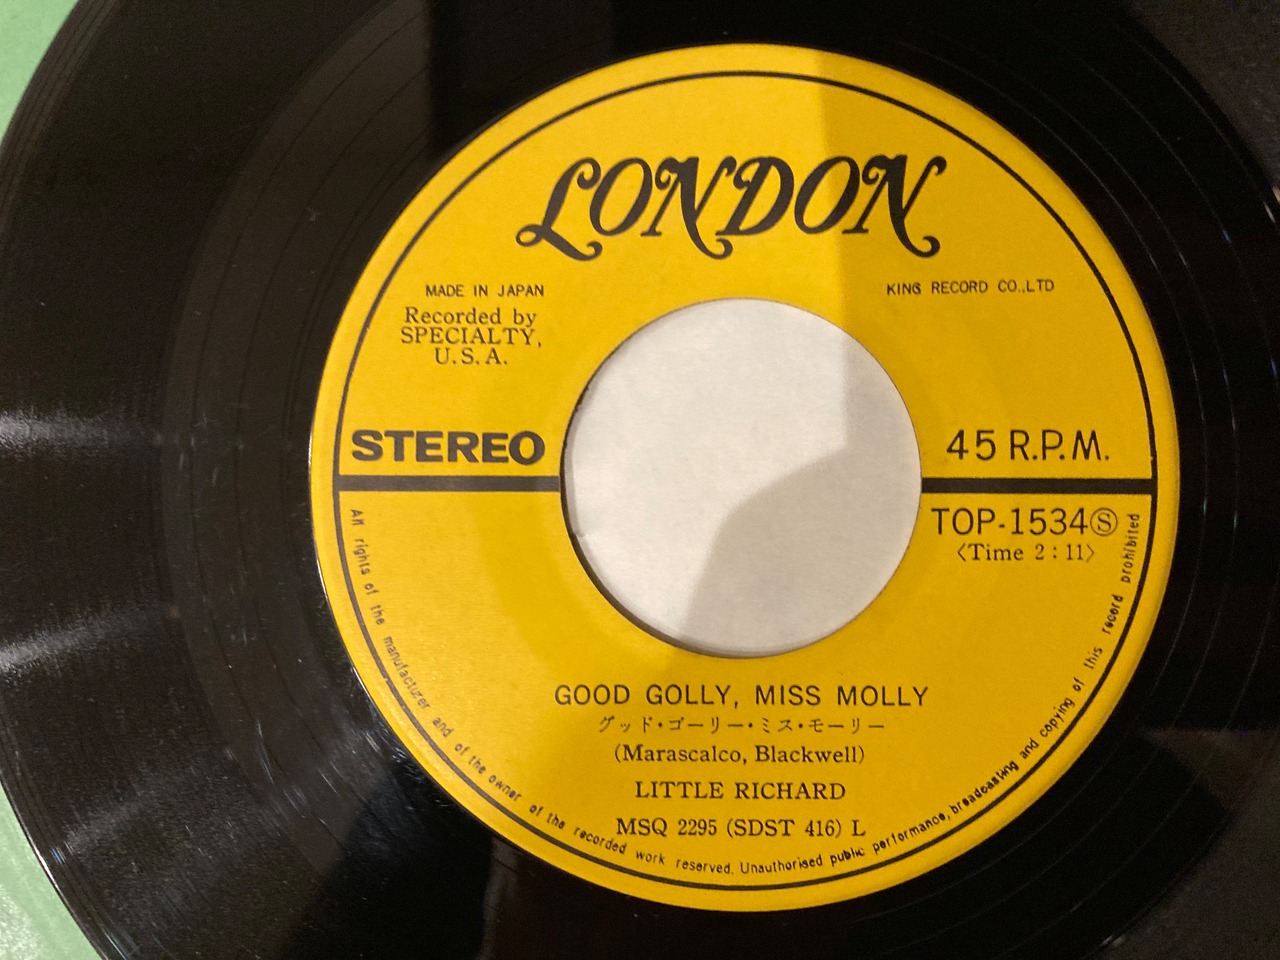 LONDON
MADE IN JAPAN
KING RECORD CO.,LTD
Recorded by
SPECIALTY,
U.S.A.
STEREO
45 R.P.M.
TOP-1534Ⓢ
〈Time 2:11〉
GOOD GOLLY, MISS MOLLY
グッド・ゴーリー・ミス・モーリー
(Marascalco, Blackwell)
LITTLE RICHARD
MSQ 2295 (SDST 416) L
All rights of the manufactuzer and of the owner of the recorded work reserved. Unauthorised public performance, broadcasting and copying of this record prohibited